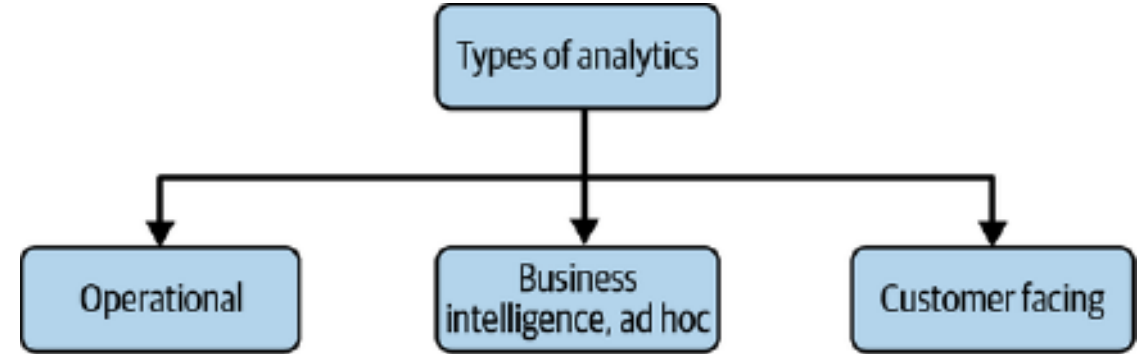 Types of analytics
Operational
Business
intelligence, ad hoc
Customer facing